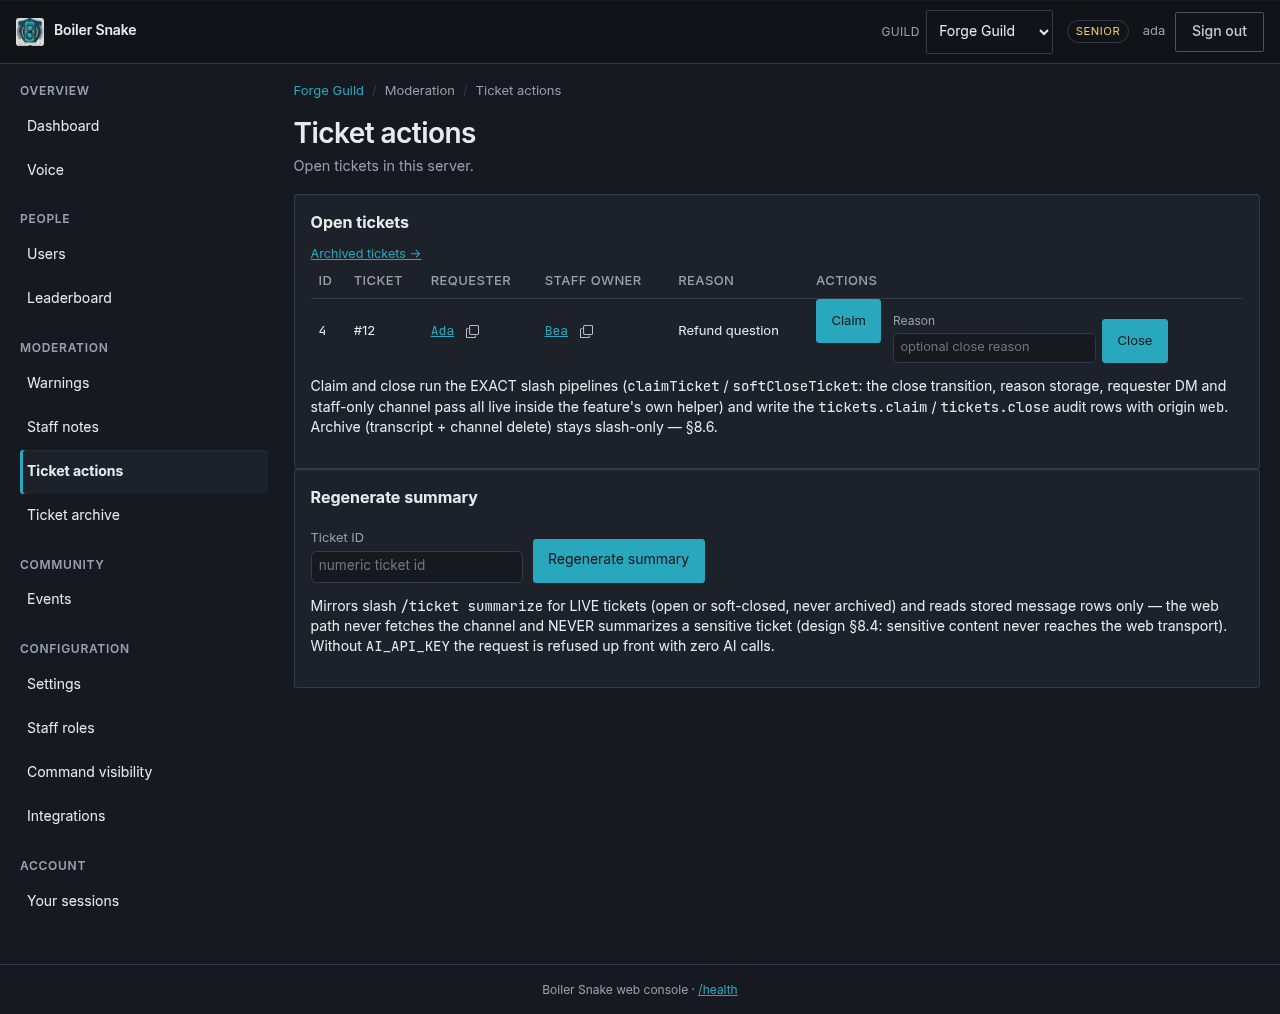 Boiler Snake
GUILD Forge Guild SENIOR ada Sign out
OVERVIEW
Dashboard
Voice
PEOPLE
Users
Leaderboard
MODERATION
Warnings
Staff notes
Ticket actions
Ticket archive
COMMUNITY
Events
CONFIGURATION
Settings
Staff roles
Command visibility
Integrations
ACCOUNT
Your sessions
Forge Guild / Moderation / Ticket actions
Ticket actions
Open tickets in this server.
Open tickets
Archived tickets →
ID TICKET REQUESTER STAFF OWNER REASON ACTIONS
4 #12 Ada Bea Refund question Claim Reason optional close reason Close
Claim and close run the EXACT slash pipelines (claimTicket / softCloseTicket: the close transition, reason storage, requester DM and
staff-only channel pass all live inside the feature's own helper) and write the tickets.claim / tickets.close audit rows with origin web.
Archive (transcript + channel delete) stays slash-only — §8.6.
Regenerate summary
Ticket ID
numeric ticket id Regenerate summary
Mirrors slash /ticket summarize for LIVE tickets (open or soft-closed, never archived) and reads stored message rows only — the web
path never fetches the channel and NEVER summarizes a sensitive ticket (design §8.4: sensitive content never reaches the web transport).
Without AI_API_KEY the request is refused up front with zero AI calls.
Boiler Snake web console · /health